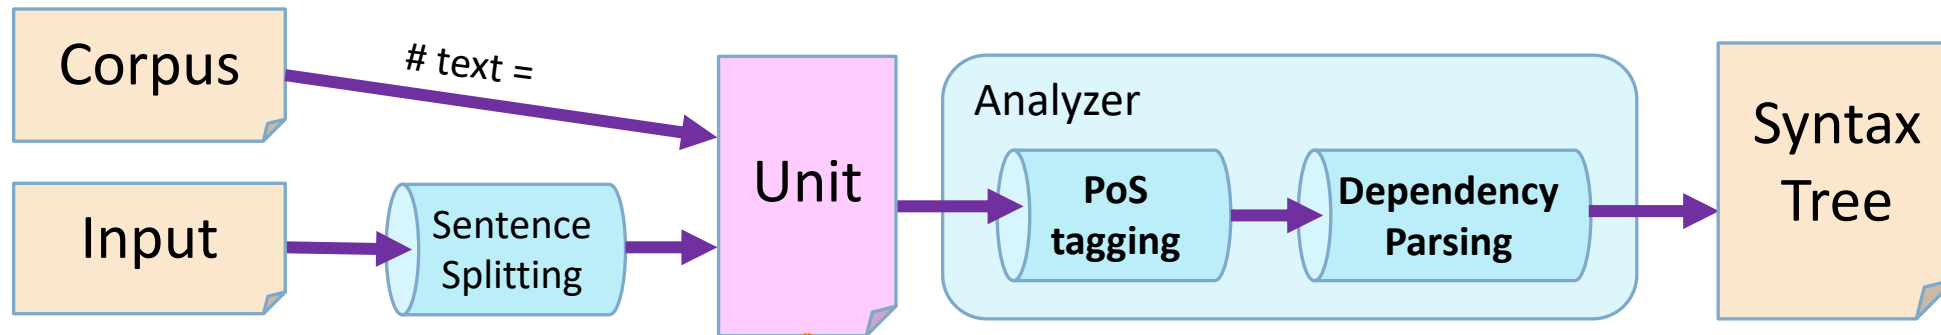 Corpus
# text =
Input
Sentence
Splitting
Unit
Analyzer
PoS
tagging
Dependency
Parsing
Syntax
Tree